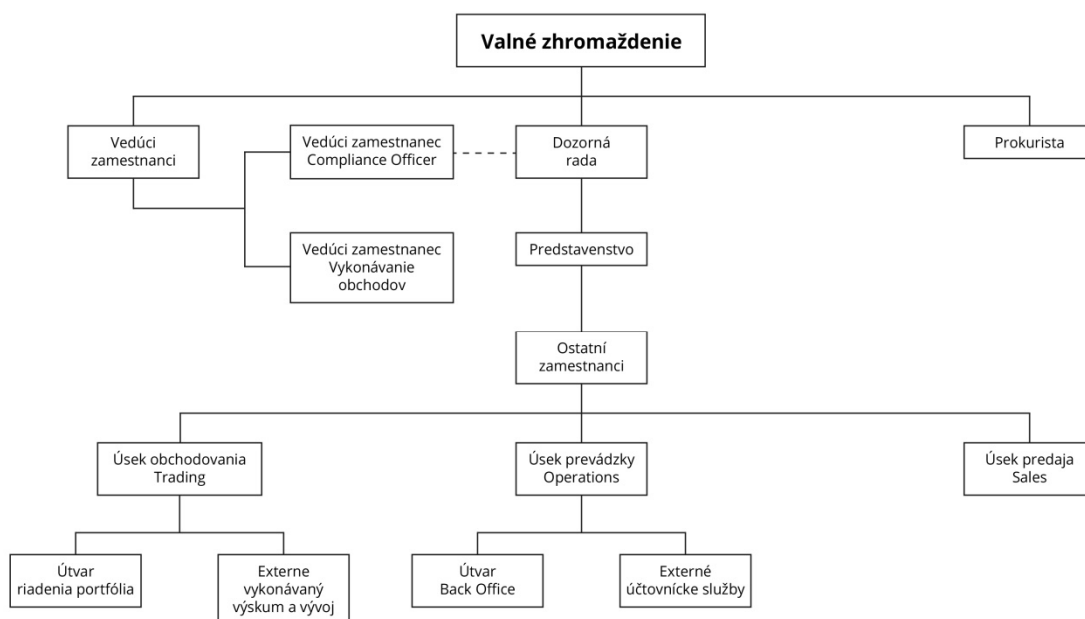 Valné zhromaždenie
Vedúci
zamestnanci
Vedúci zamestnanec
Compliance Officer
Dozorná
rada
Prokurista
Vedúci zamestnanec
Vykonávanie
obchodov
Predstavenstvo
Ostatní
zamestnanci
Úsek obchodovania
Trading
Úsek prevádzky
Operations
Úsek predaja
Sales
Útvar
riadenia portfólia
Externe
vykonávaný
výskum a vývoj
Útvar
Back Office
Externé
účtovnícke služby